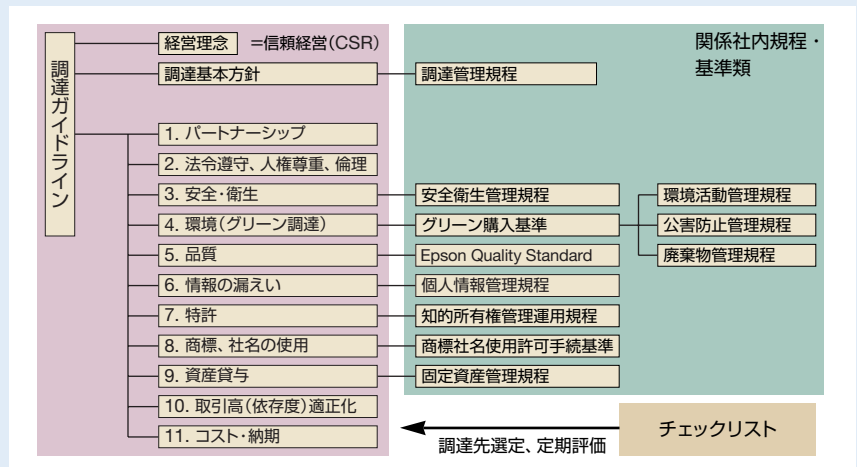 調達ガイドライン
経営理念 =信頼経営(CSR)
関係社内規程・
基準類
調達基本方針
調達管理規程
1. パートナーシップ
2. 法令遵守、人権尊重、倫理
3. 安全・衛生
安全衛生管理規程
環境活動管理規程
4. 環境(グリーン調達)
グリーン購入基準
公害防止管理規程
5. 品質
Epson Quality Standard
廃棄物管理規程
6. 情報の漏えい
個人情報管理規程
7. 特許
知的所有権管理運用規程
8. 商標、社名の使用
商標社名使用許可手続基準
9. 資産貸与
固定資産管理規程
10. 取引高(依存度)適正化
11. コスト・納期
調達先選定、定期評価
チェックリスト